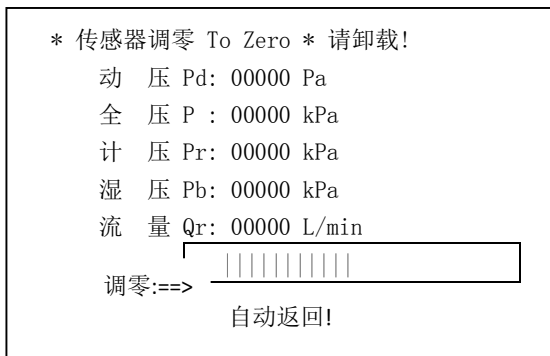 * 传感器调零 To Zero * 请卸载!
动 压 Pd: 00000 Pa
全 压 P : 00000 kPa
计 压 Pr: 00000 kPa
湿 压 Pb: 00000 kPa
流 量 Qr: 00000 L/min
调零:==> |||||||||||
自动返回!